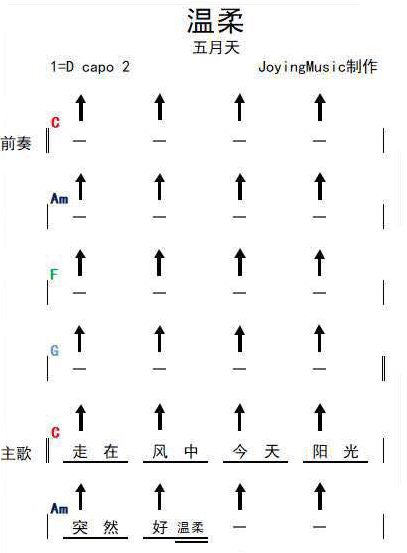 温柔
五月天
1=D capo 2 JoyingMusic制作
C
前奏
Am
F
G
C
主歌 走 在 风 中 今 天 阳 光
Am
突 然 好 温柔